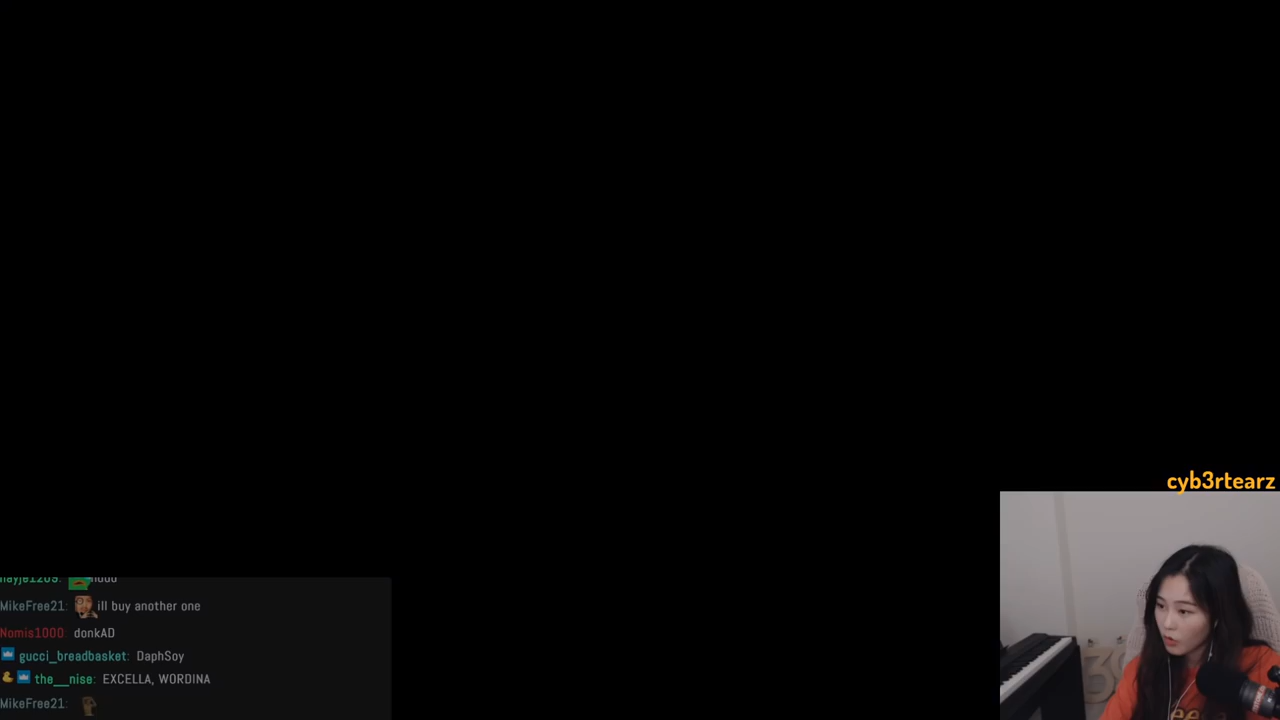 cyb3rtearz
MikeFree21: ill buy another one
Nomis1000: donkAD
gucci_breadbasket: DaphSoy
the__nise: EXCELLA, WORDINA
MikeFree21: